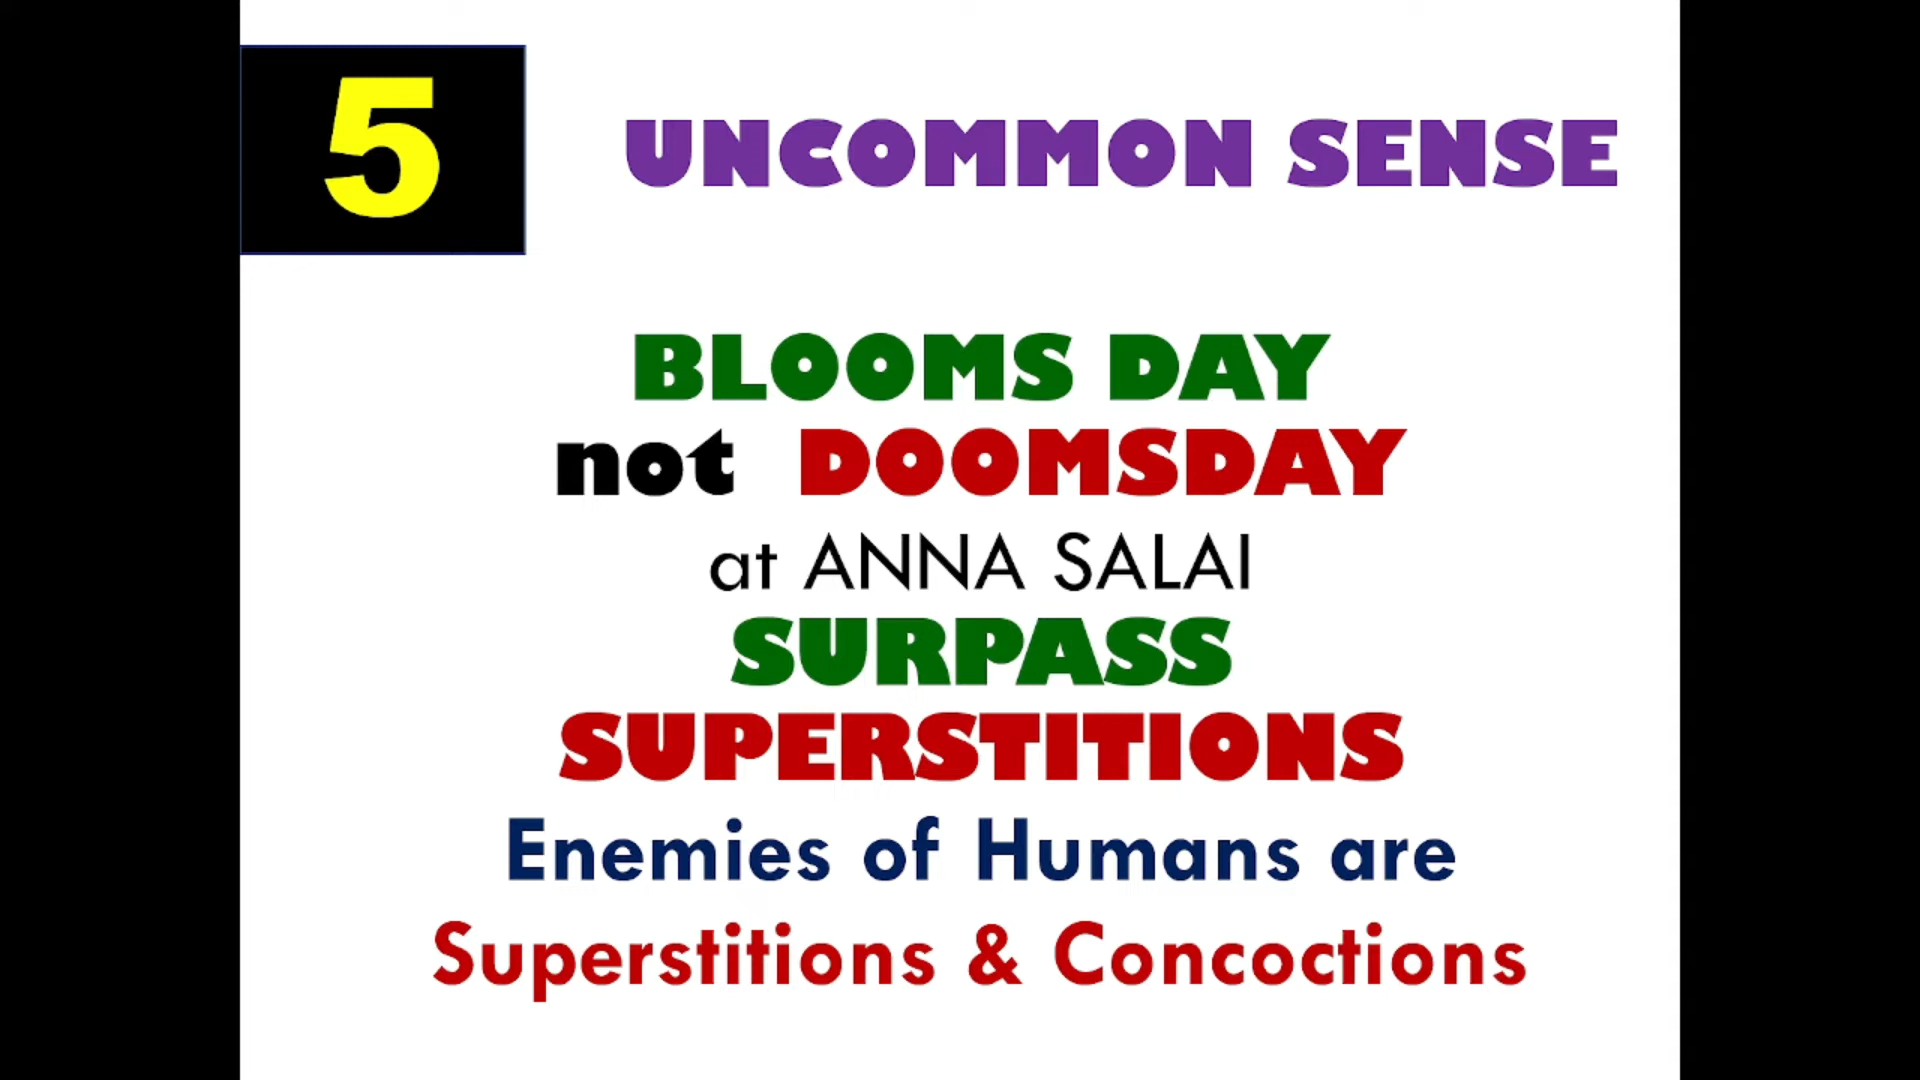 5
UNCOMMON SENSE
BLOOMS DAY
not DOOMSDAY
at ANNA SALAI
SURPASS
SUPERSTITIONS
Enemies of Humans are
Superstitions & Concoctions